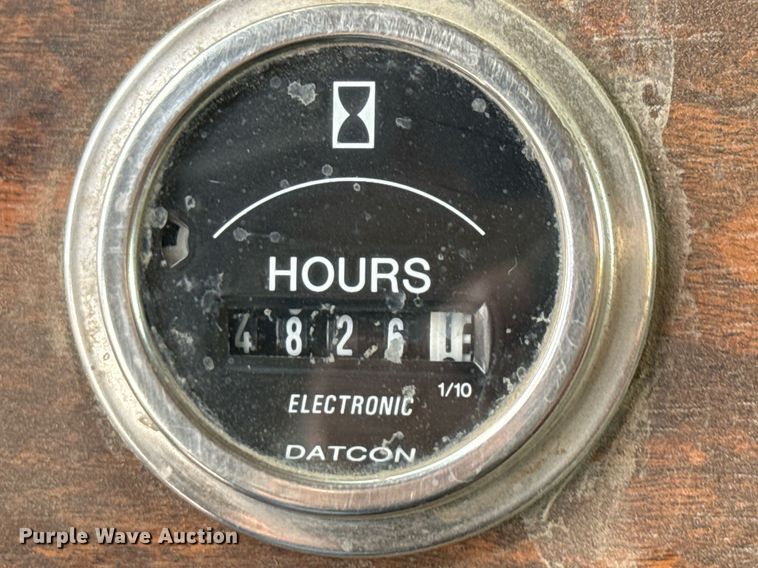 HOURS
4826
1/10
ELECTRONIC
DATCON
Purple Wave Auction